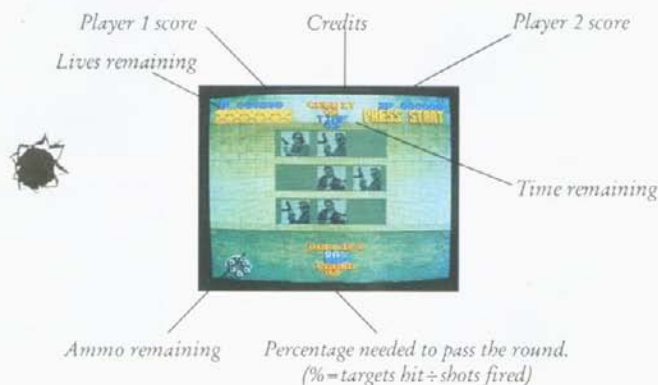 Player 1 score
Credits
Player 2 score
Lives remaining
PRESS START
Time remaining
Ammo remaining
Percentage needed to pass the round.
(%=targets hit÷shots fired)